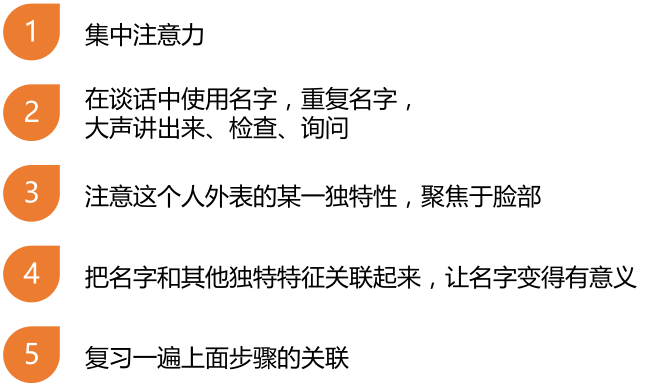 1
集中注意力
2
在谈话中使用名字，重复名字，
大声讲出来、检查、询问
3
注意这个人外表的某一独特性，聚焦于脸部
4
把名字和其他独特特征关联起来，让名字变得有意义
5
复习一遍上面步骤的关联